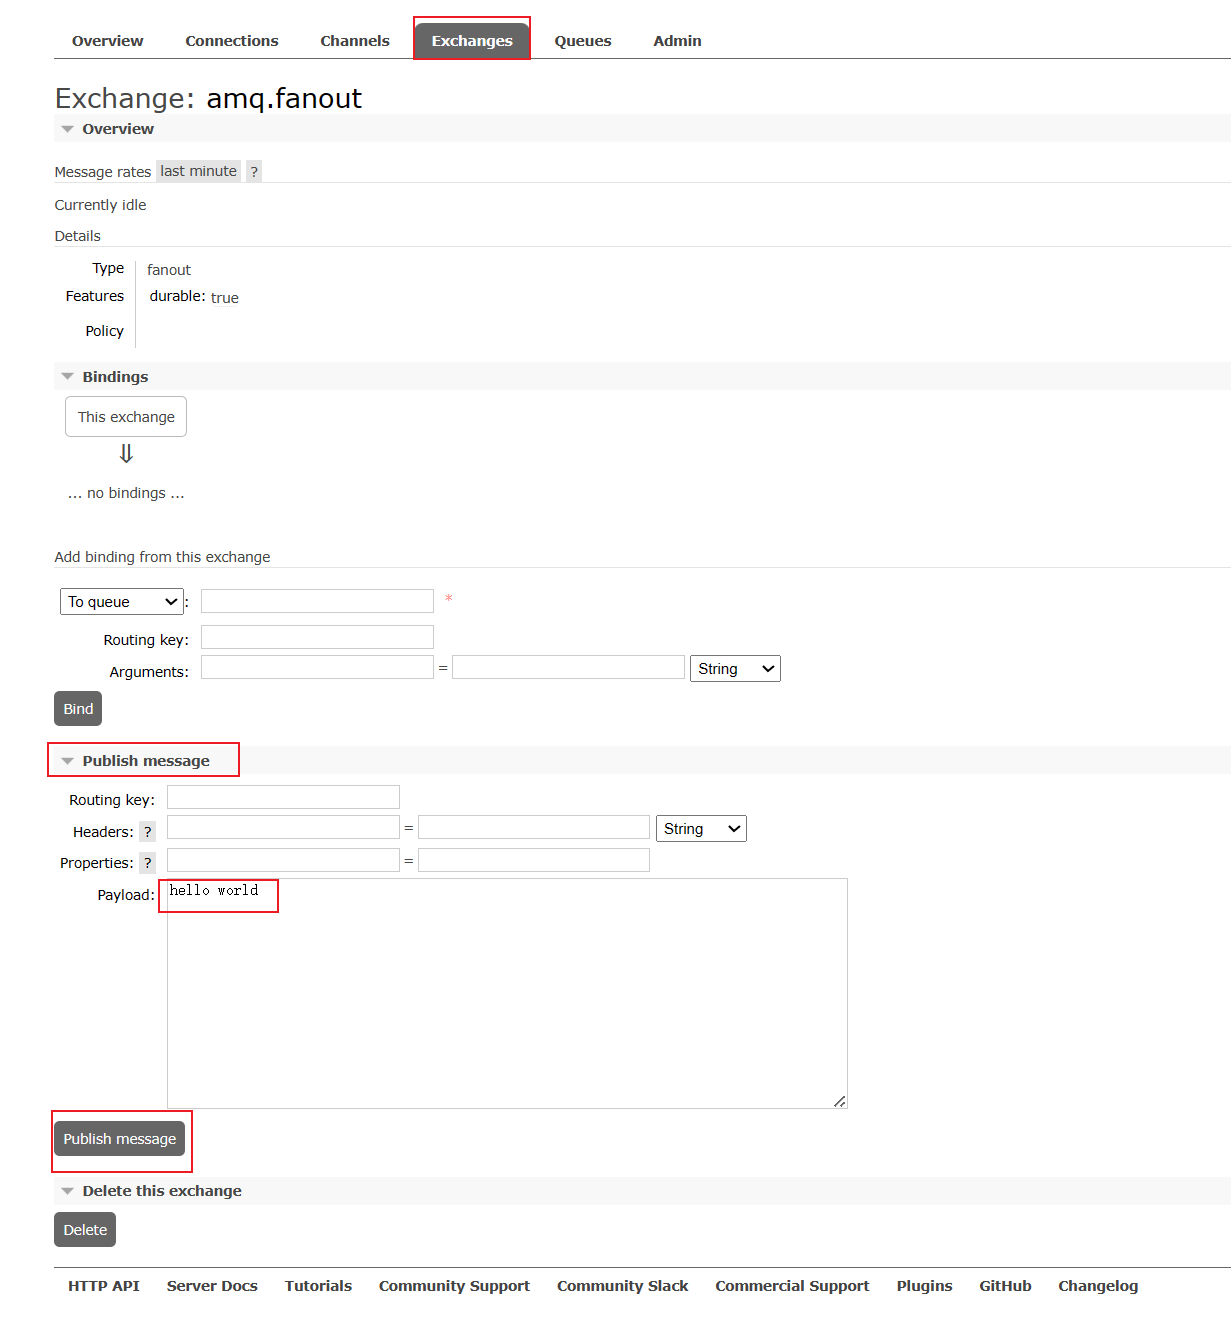 Overview Connections Channels Exchanges Queues Admin
Exchange: amq.fanout
Overview
Message rates last minute ?
Currently idle
Details
Type fanout
Features durable: true
Policy
Bindings
This exchange
⇓
... no bindings ...
Add binding from this exchange
To queue : *
Routing key:
Arguments: = String
Bind
Publish message
Routing key:
Headers: ? = String
Properties: ? =
Payload: hello world
Publish message
Delete this exchange
Delete
HTTP API Server Docs Tutorials Community Support Community Slack Commercial Support Plugins GitHub Changelog